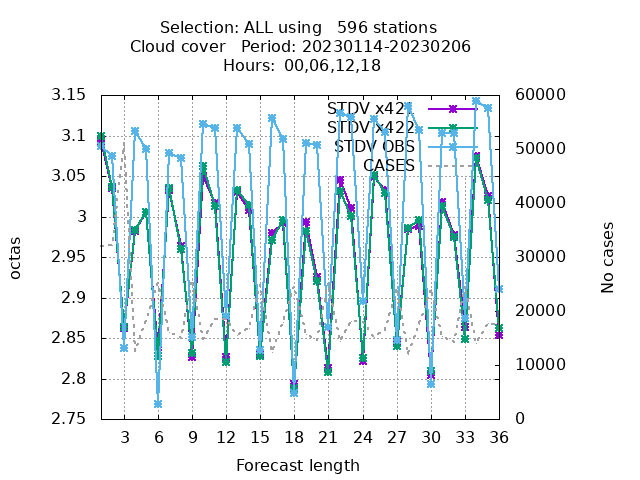 Selection: ALL using   596 stations
Cloud cover   Period: 20230114-20230206
Hours: 00,06,12,18
3.15
3.1
3.05
3
2.95
2.9
2.85
2.8
2.75
60000
50000
40000
30000
20000
10000
0
STDV x421
STDV x422
STDV OBS
CASES
octas
No cases
3 6 9 12 15 18 21 24 27 30 33 36
Forecast length